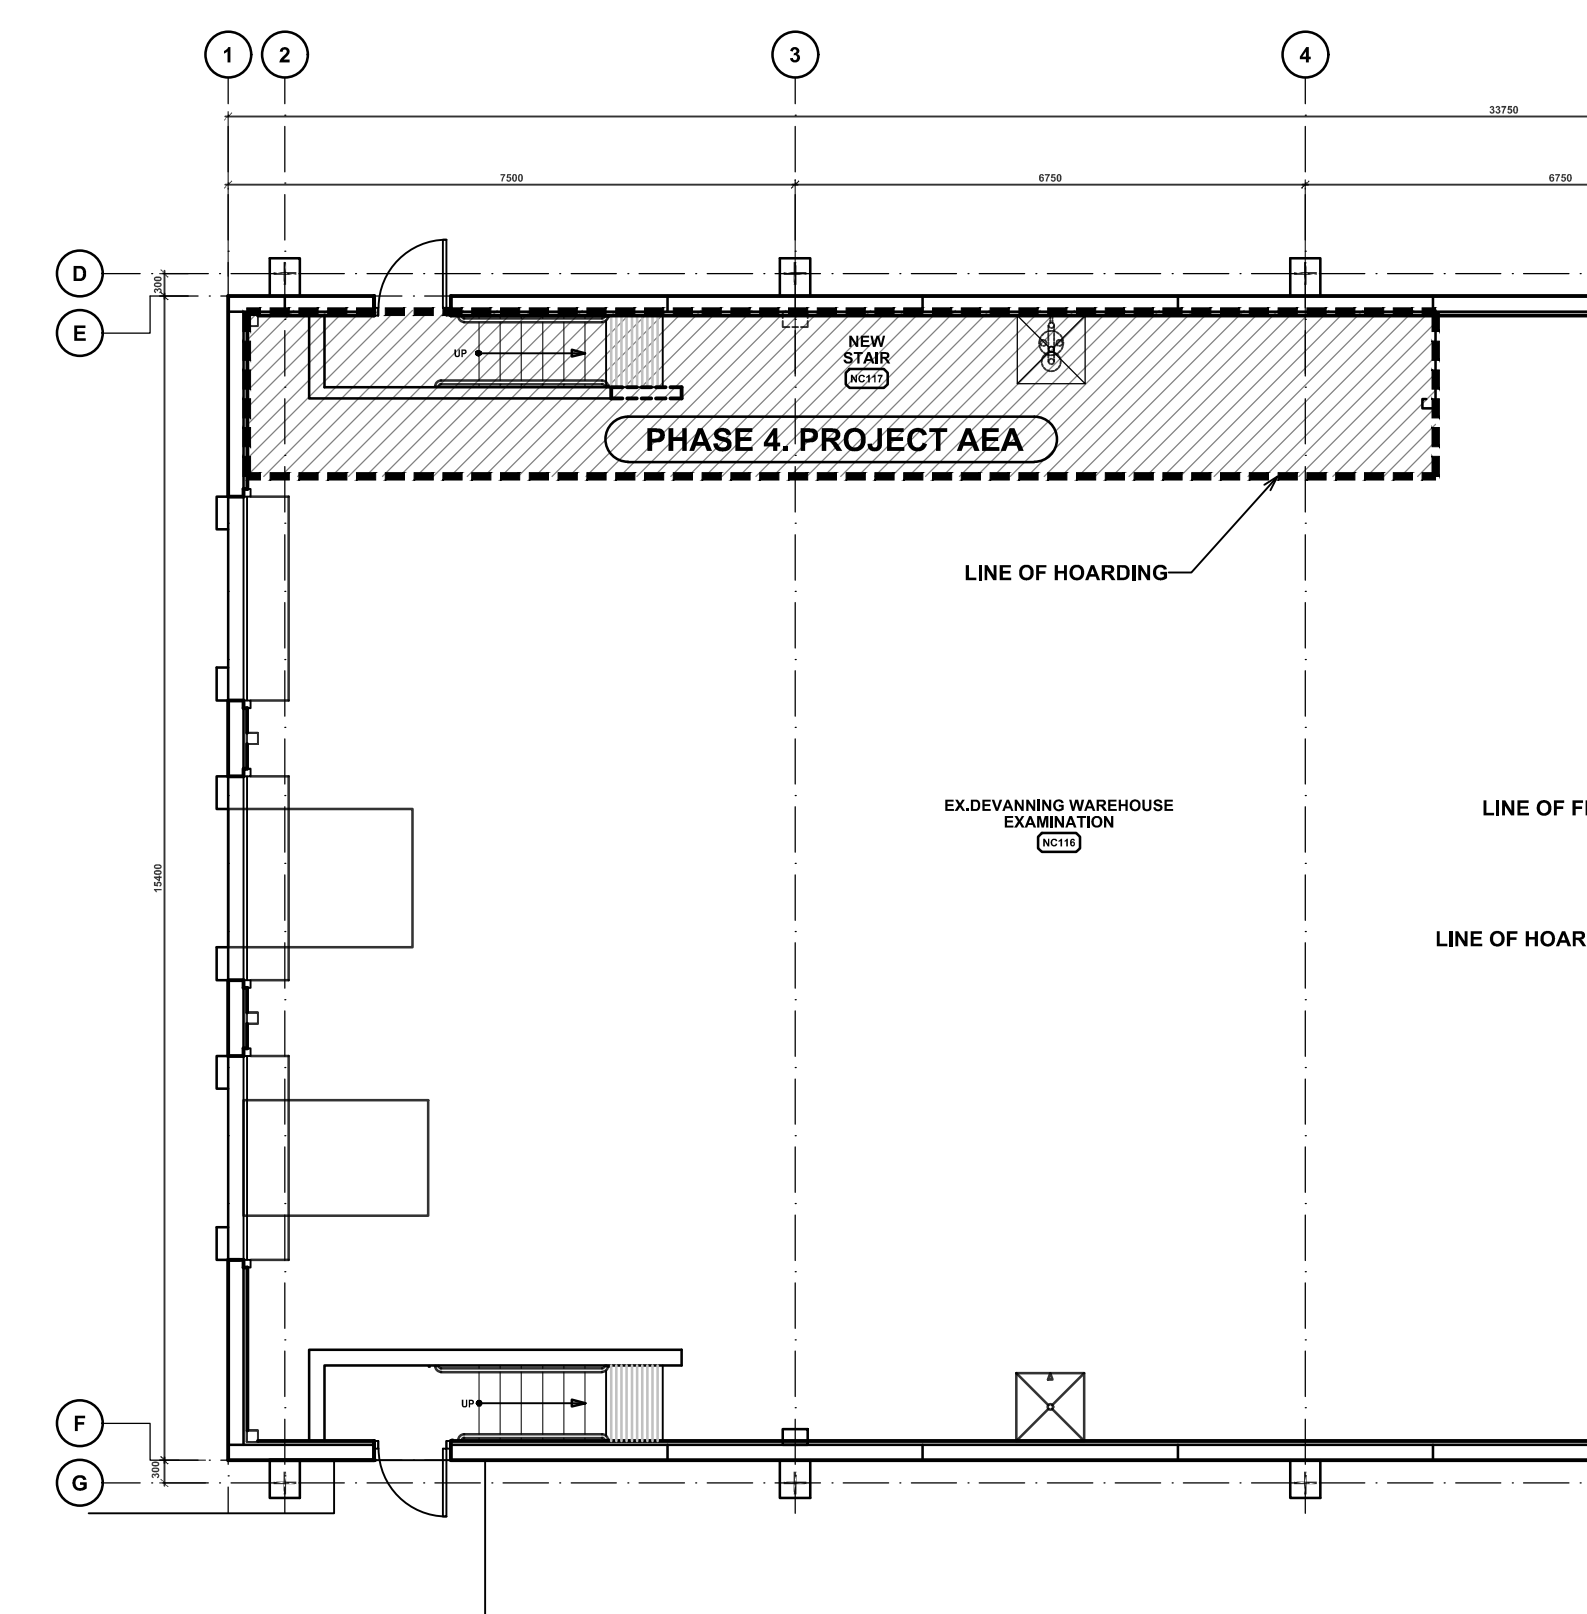 1 2 3 4
33750
7500 6750 6750
D
300
E
UP
NEW
STAIR
NC117
PHASE 4. PROJECT AEA
LINE OF HOARDING
EX.DEVANNING WAREHOUSE
EXAMINATION
NC116
LINE OF
15400
LINE OF
UP
F
300
G